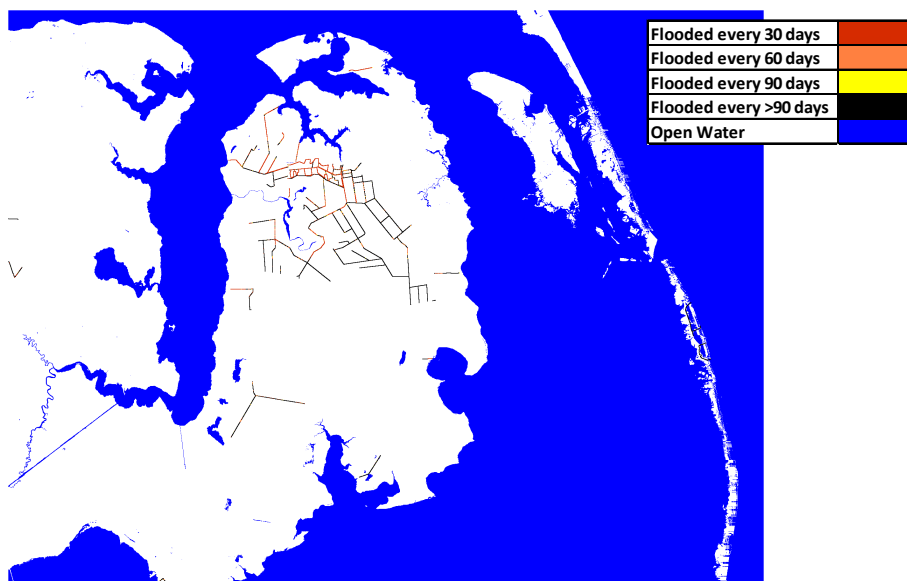 Flooded every 30 days
Flooded every 60 days
Flooded every 90 days
Flooded every >90 days
Open Water